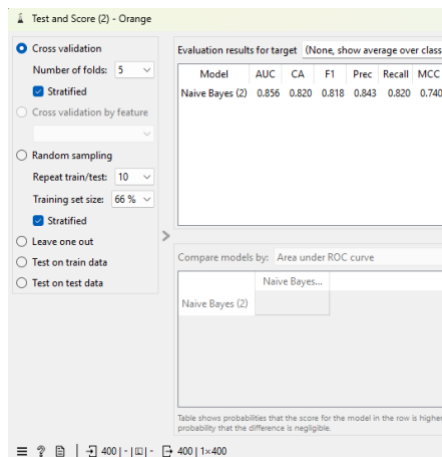 Test and Score (2) - Orange
Cross validation
Number of folds: 5
Stratified
Cross validation by feature
Random sampling
Repeat train/test: 10
Training set size: 66 %
Stratified
Leave one out
Test on train data
Test on test data
Evaluation results for target (None, show average over class
Model AUC CA F1 Prec Recall MCC
Naive Bayes (2) 0.856 0.820 0.818 0.843 0.820 0.740
Compare models by: Area under ROC curve
Naive Bayes...
Naive Bayes (2)
Table shows probabilities that the score for the model in the row is higher
probability that the difference is negligible.
400 | - | - 400 | 1×400